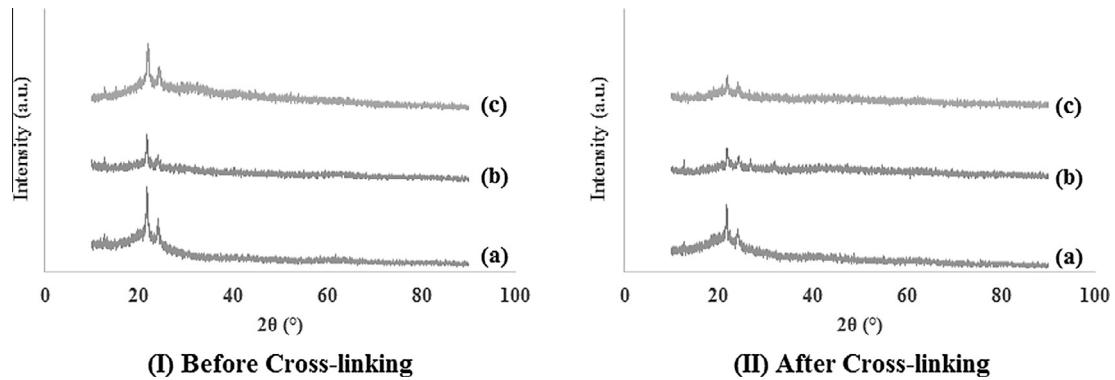 Intensity (a.u.)
(c)
(b)
(a)
0 20 40 60 80 100
2θ (°)
(I) Before Cross-linking
Intensity (a.u.)
(c)
(b)
(a)
0 20 40 60 80 100
2θ (°)
(II) After Cross-linking